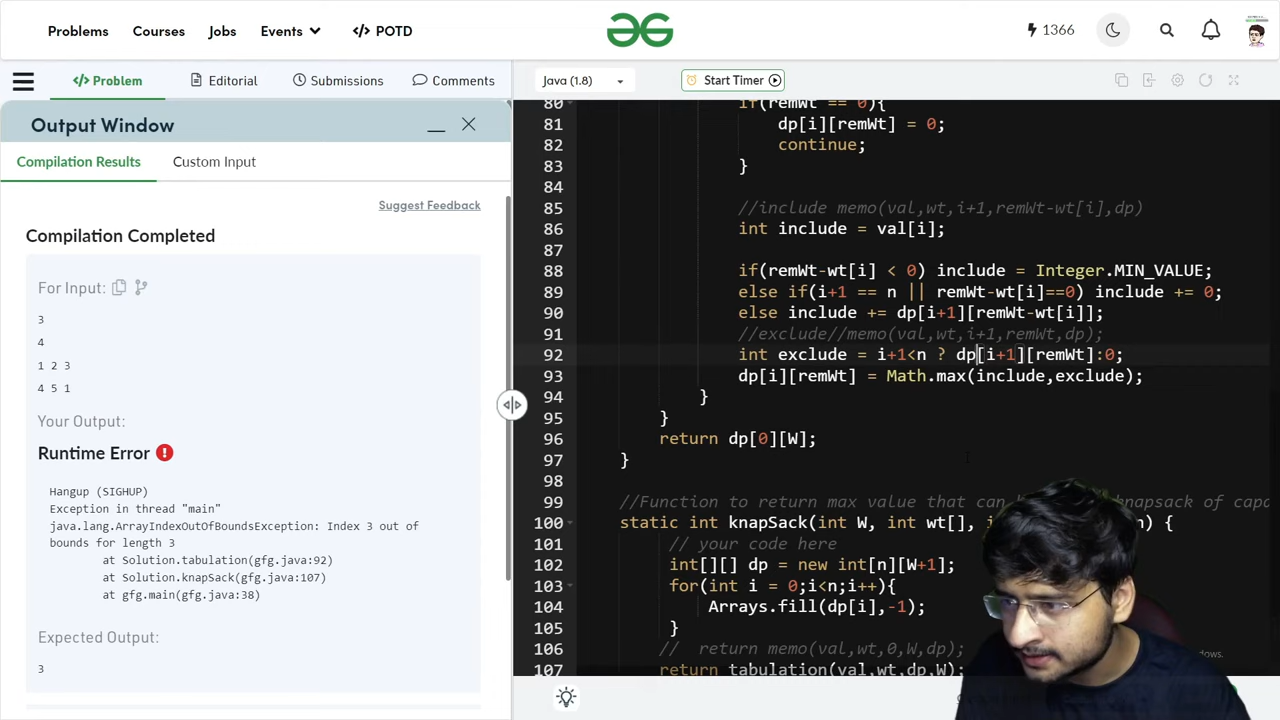 Problems Courses Jobs Events </> POTD 1366
</> Problem Editorial Submissions Comments
Java (1.8) Start Timer
Output Window
Compilation Results Custom Input
Suggest Feedback
Compilation Completed
For Input:
3
4
1 2 3
4 5 1
Your Output:
Runtime Error
Hangup (SIGHUP)
Exception in thread "main"
java.lang.ArrayIndexOutOfBoundsException: Index 3 out of
bounds for length 3
at Solution.tabulation(gfg.java:92)
at Solution.knapSack(gfg.java:107)
at gfg.main(gfg.java:38)
Expected Output:
3
80 if(remWt == 0){
81 dp[i][remWt] = 0;
82 continue;
83 }
84
85 //include memo(val,wt,i+1,remWt-wt[i],dp)
86 int include = val[i];
87
88 if(remWt-wt[i] < 0) include = Integer.MIN_VALUE;
89 else if(i+1 == n || remWt-wt[i]==0) include += 0;
90 else include += dp[i+1][remWt-wt[i]];
91 //exclude//memo(val,wt,i+1,remWt,dp);
92 int exclude = i+1<n ? dp[i+1][remWt]:0;
93 dp[i][remWt] = Math.max(include,exclude);
94 }
95 }
96 return dp[0][W];
97 }
98
99 //Function to return max value that can knapsack of capa
100 static int knapSack(int W, int wt[], ) {
101 // your code here
102 int[][] dp = new int[n][W+1];
103 for(int i = 0;i<n;i++){
104 Arrays.fill(dp[i],-1);
105 }
106 // return memo(val,wt,0,W,dp);
107 return tabulation(val,wt,dp,W);